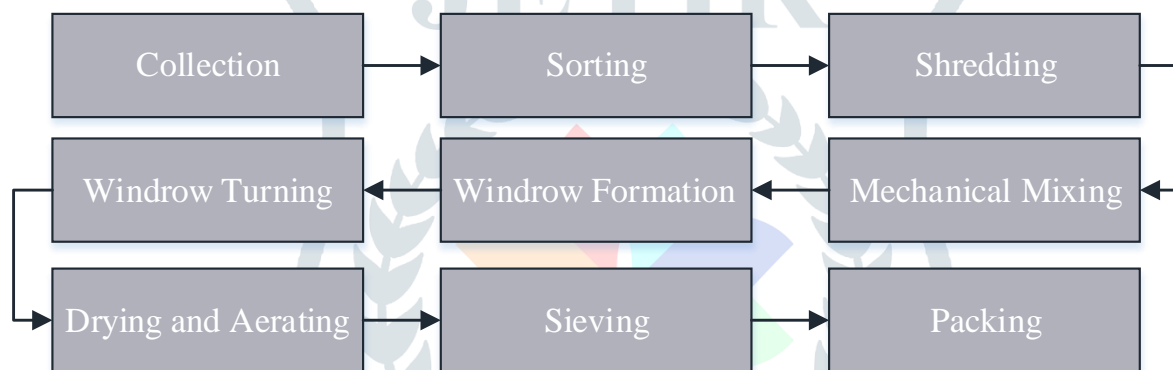 Collection
Sorting
Shredding
Windrow Turning
Windrow Formation
Mechanical Mixing
Drying and Aerating
Sieving
Packing